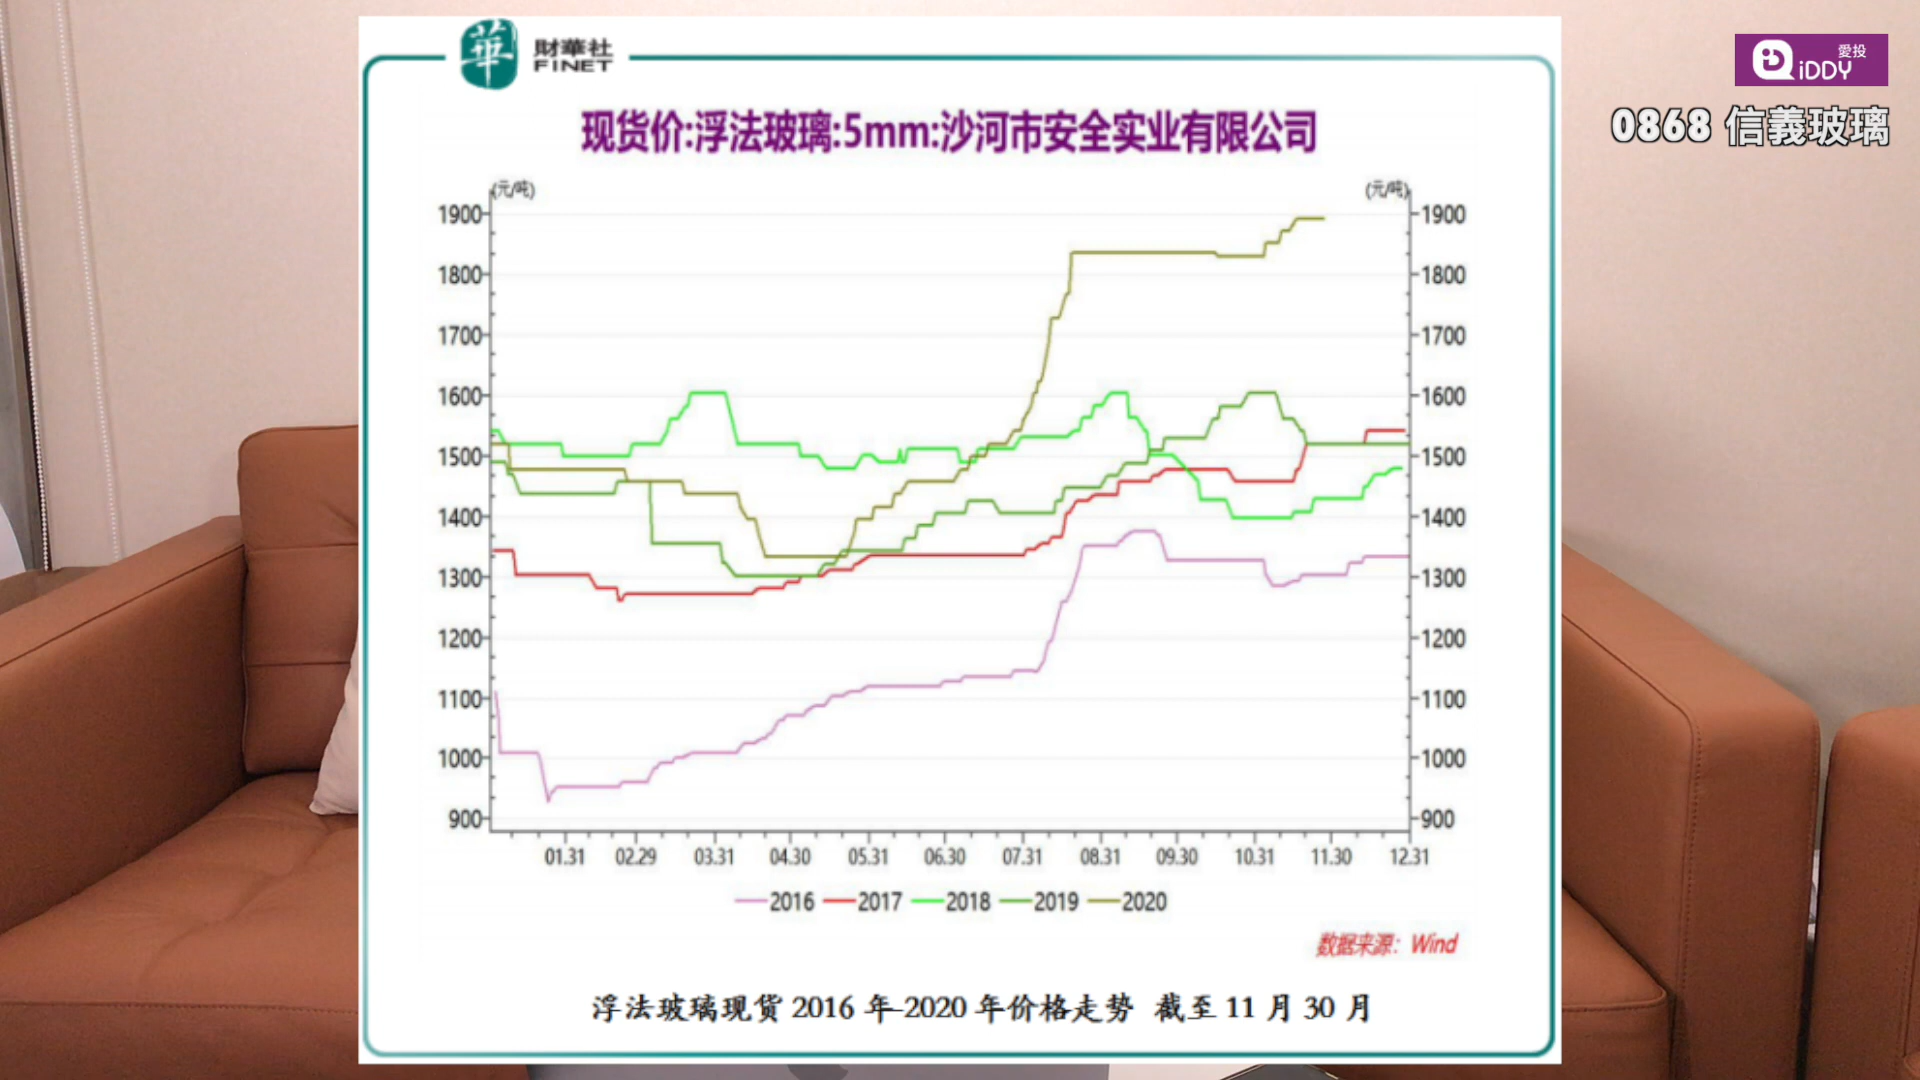 華 財華社
FINET
愛投
iDDY
0868 信義玻璃
现货价:浮法玻璃:5mm:沙河市安全实业有限公司
(元/吨) (元/吨)
1900 1900
1800 1800
1700 1700
1600 1600
1500 1500
1400 1400
1300 1300
1200 1200
1100 1100
1000 1000
900 900
01.31 02.29 03.31 04.30 05.31 06.30 07.31 08.31 09.30 10.31 11.30 12.31
2016 2017 2018 2019 2020
数据来源: Wind
浮法玻璃现货 2016 年-2020 年价格走势 截至 11 月 30 月